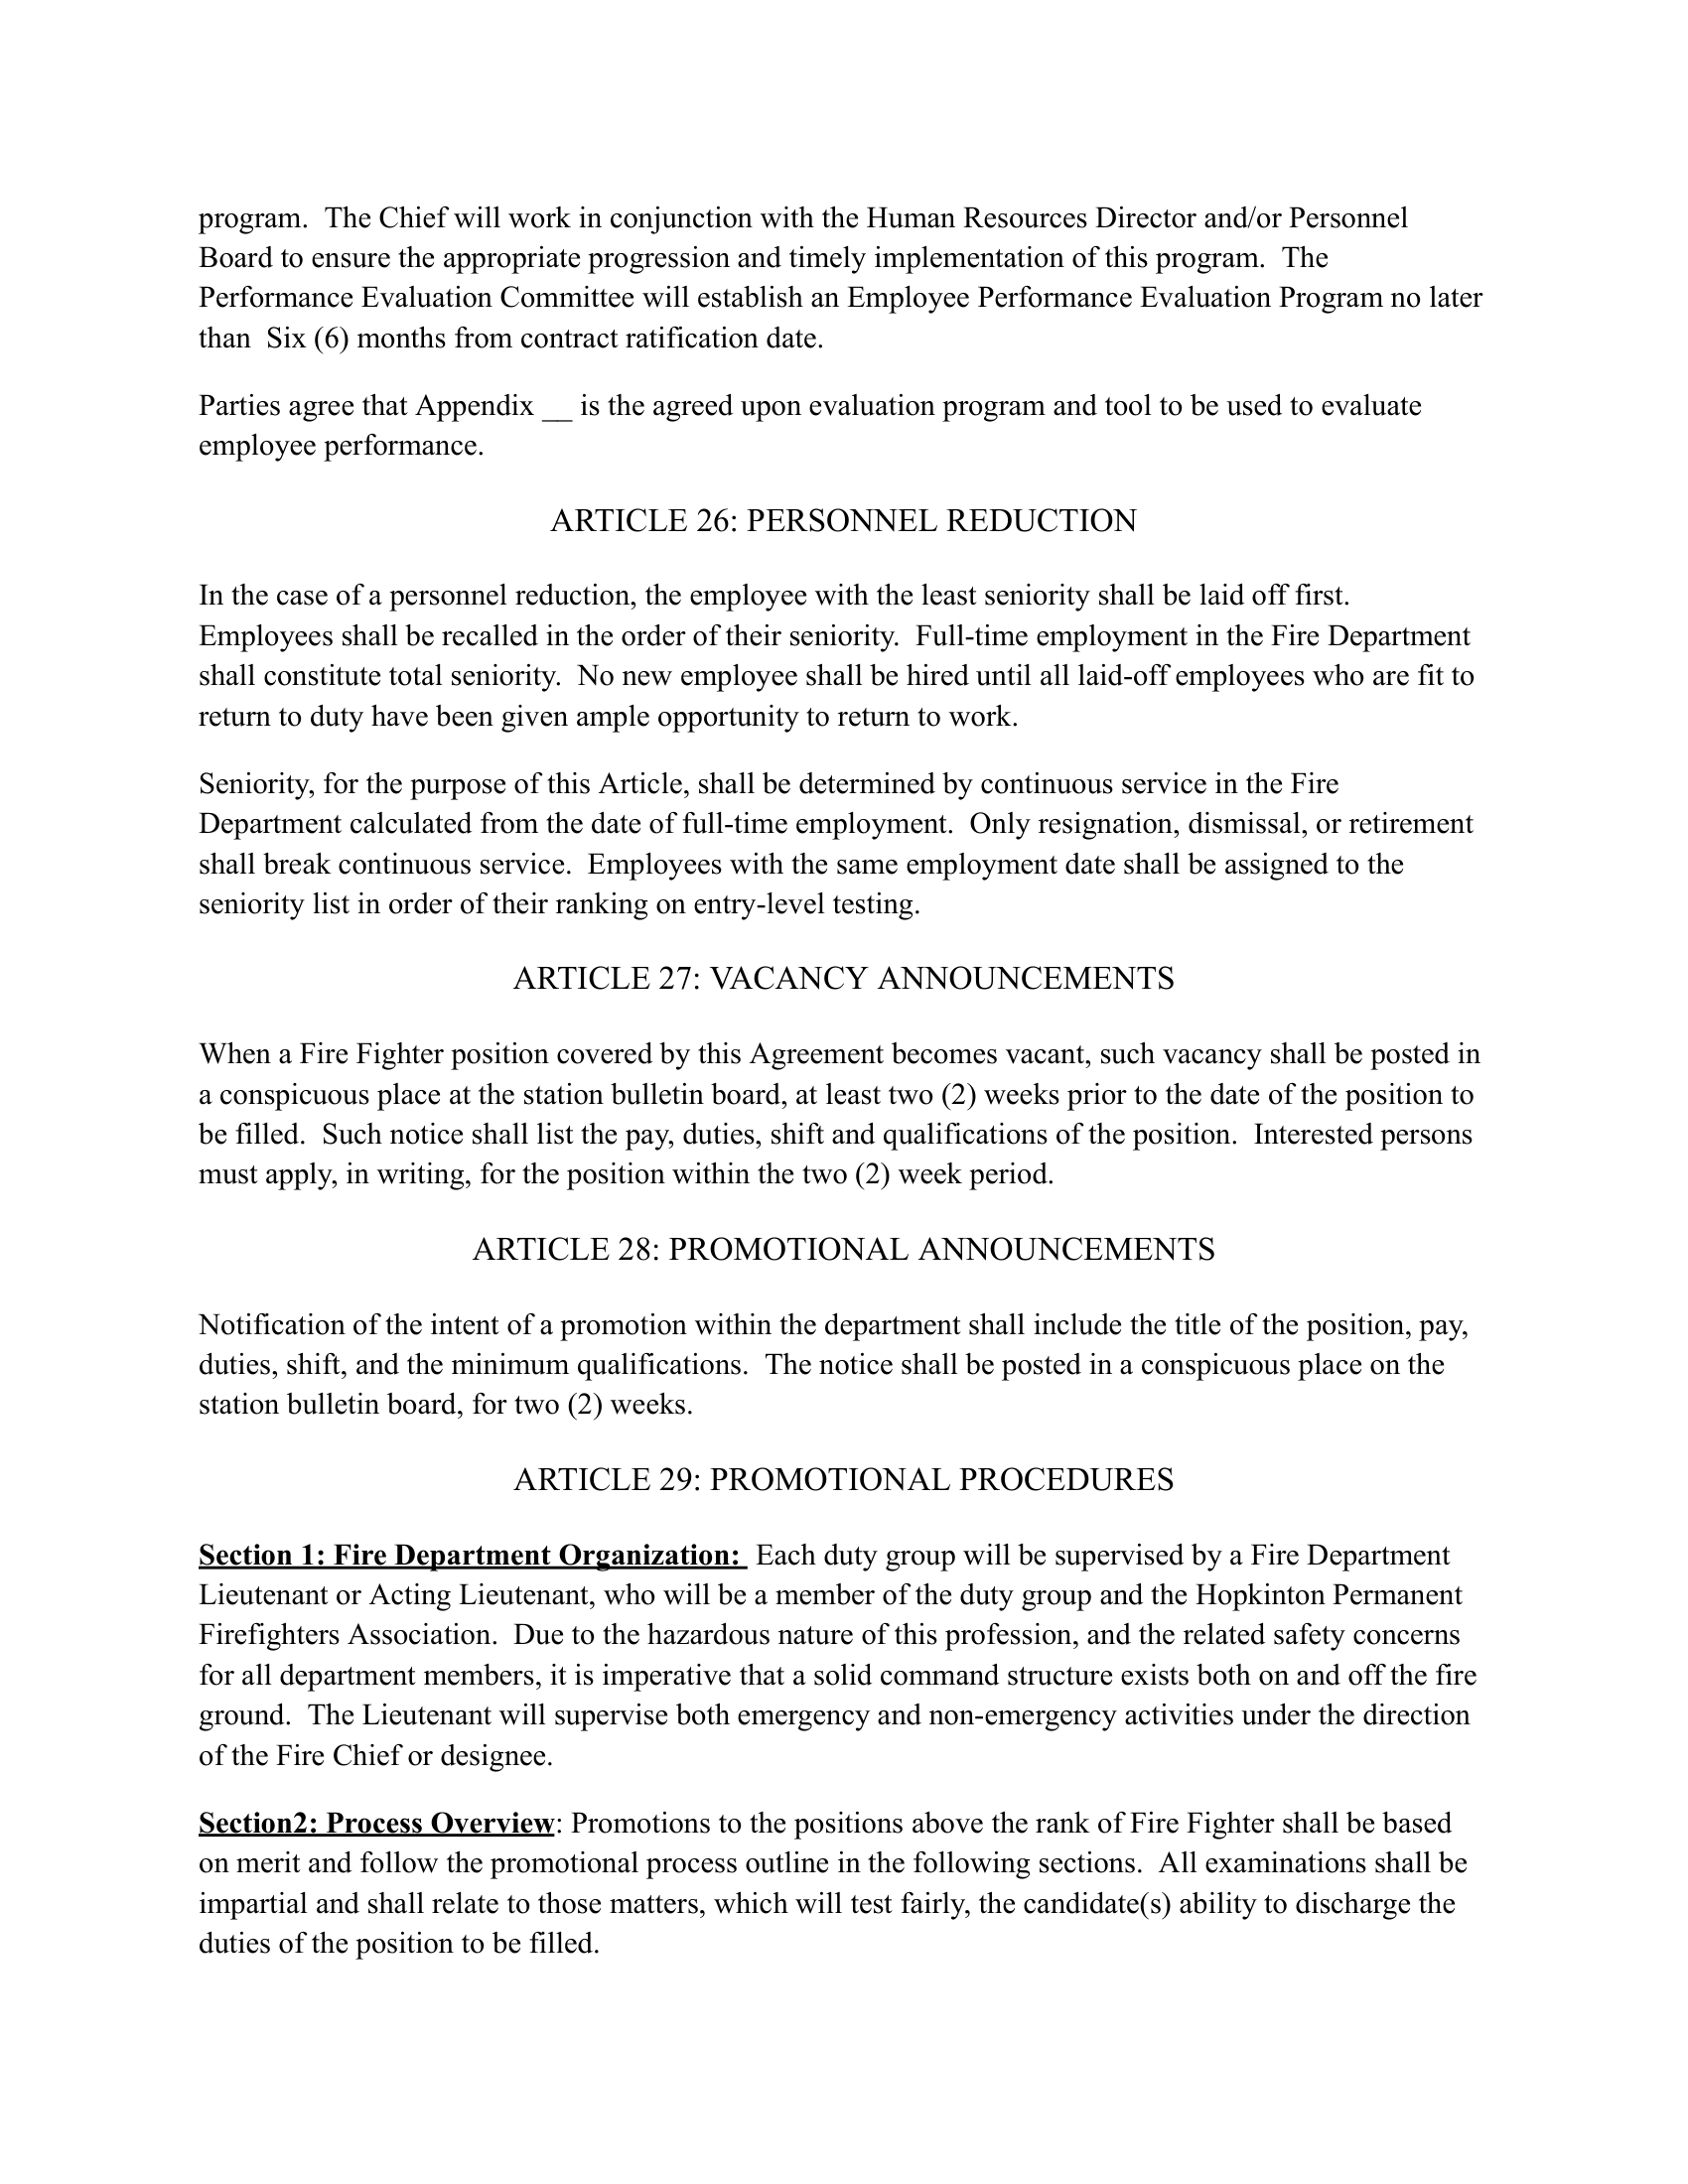 program.  The Chief will work in conjunction with the Human Resources Director and/or Personnel
Board to ensure the appropriate progression and timely implementation of this program.  The
Performance Evaluation Committee will establish an Employee Performance Evaluation Program no later
than  Six (6) months from contract ratification date.
Parties agree that Appendix __ is the agreed upon evaluation program and tool to be used to evaluate
employee performance.
ARTICLE 26: PERSONNEL REDUCTION
In the case of a personnel reduction, the employee with the least seniority shall be laid off first.
Employees shall be recalled in the order of their seniority.  Full-time employment in the Fire Department
shall constitute total seniority.  No new employee shall be hired until all laid-off employees who are fit to
return to duty have been given ample opportunity to return to work.
Seniority, for the purpose of this Article, shall be determined by continuous service in the Fire
Department calculated from the date of full-time employment.  Only resignation, dismissal, or retirement
shall break continuous service.  Employees with the same employment date shall be assigned to the
seniority list in order of their ranking on entry-level testing.
ARTICLE 27: VACANCY ANNOUNCEMENTS
When a Fire Fighter position covered by this Agreement becomes vacant, such vacancy shall be posted in
a conspicuous place at the station bulletin board, at least two (2) weeks prior to the date of the position to
be filled.  Such notice shall list the pay, duties, shift and qualifications of the position.  Interested persons
must apply, in writing, for the position within the two (2) week period.
ARTICLE 28: PROMOTIONAL ANNOUNCEMENTS
Notification of the intent of a promotion within the department shall include the title of the position, pay,
duties, shift, and the minimum qualifications.  The notice shall be posted in a conspicuous place on the
station bulletin board, for two (2) weeks.
ARTICLE 29: PROMOTIONAL PROCEDURES
Section 1: Fire Department Organization:  Each duty group will be supervised by a Fire Department
Lieutenant or Acting Lieutenant, who will be a member of the duty group and the Hopkinton Permanent
Firefighters Association.  Due to the hazardous nature of this profession, and the related safety concerns
for all department members, it is imperative that a solid command structure exists both on and off the fire
ground.  The Lieutenant will supervise both emergency and non-emergency activities under the direction
of the Fire Chief or designee.
Section2: Process Overview: Promotions to the positions above the rank of Fire Fighter shall be based
on merit and follow the promotional process outline in the following sections.  All examinations shall be
impartial and shall relate to those matters, which will test fairly, the candidate(s) ability to discharge the
duties of the position to be filled.